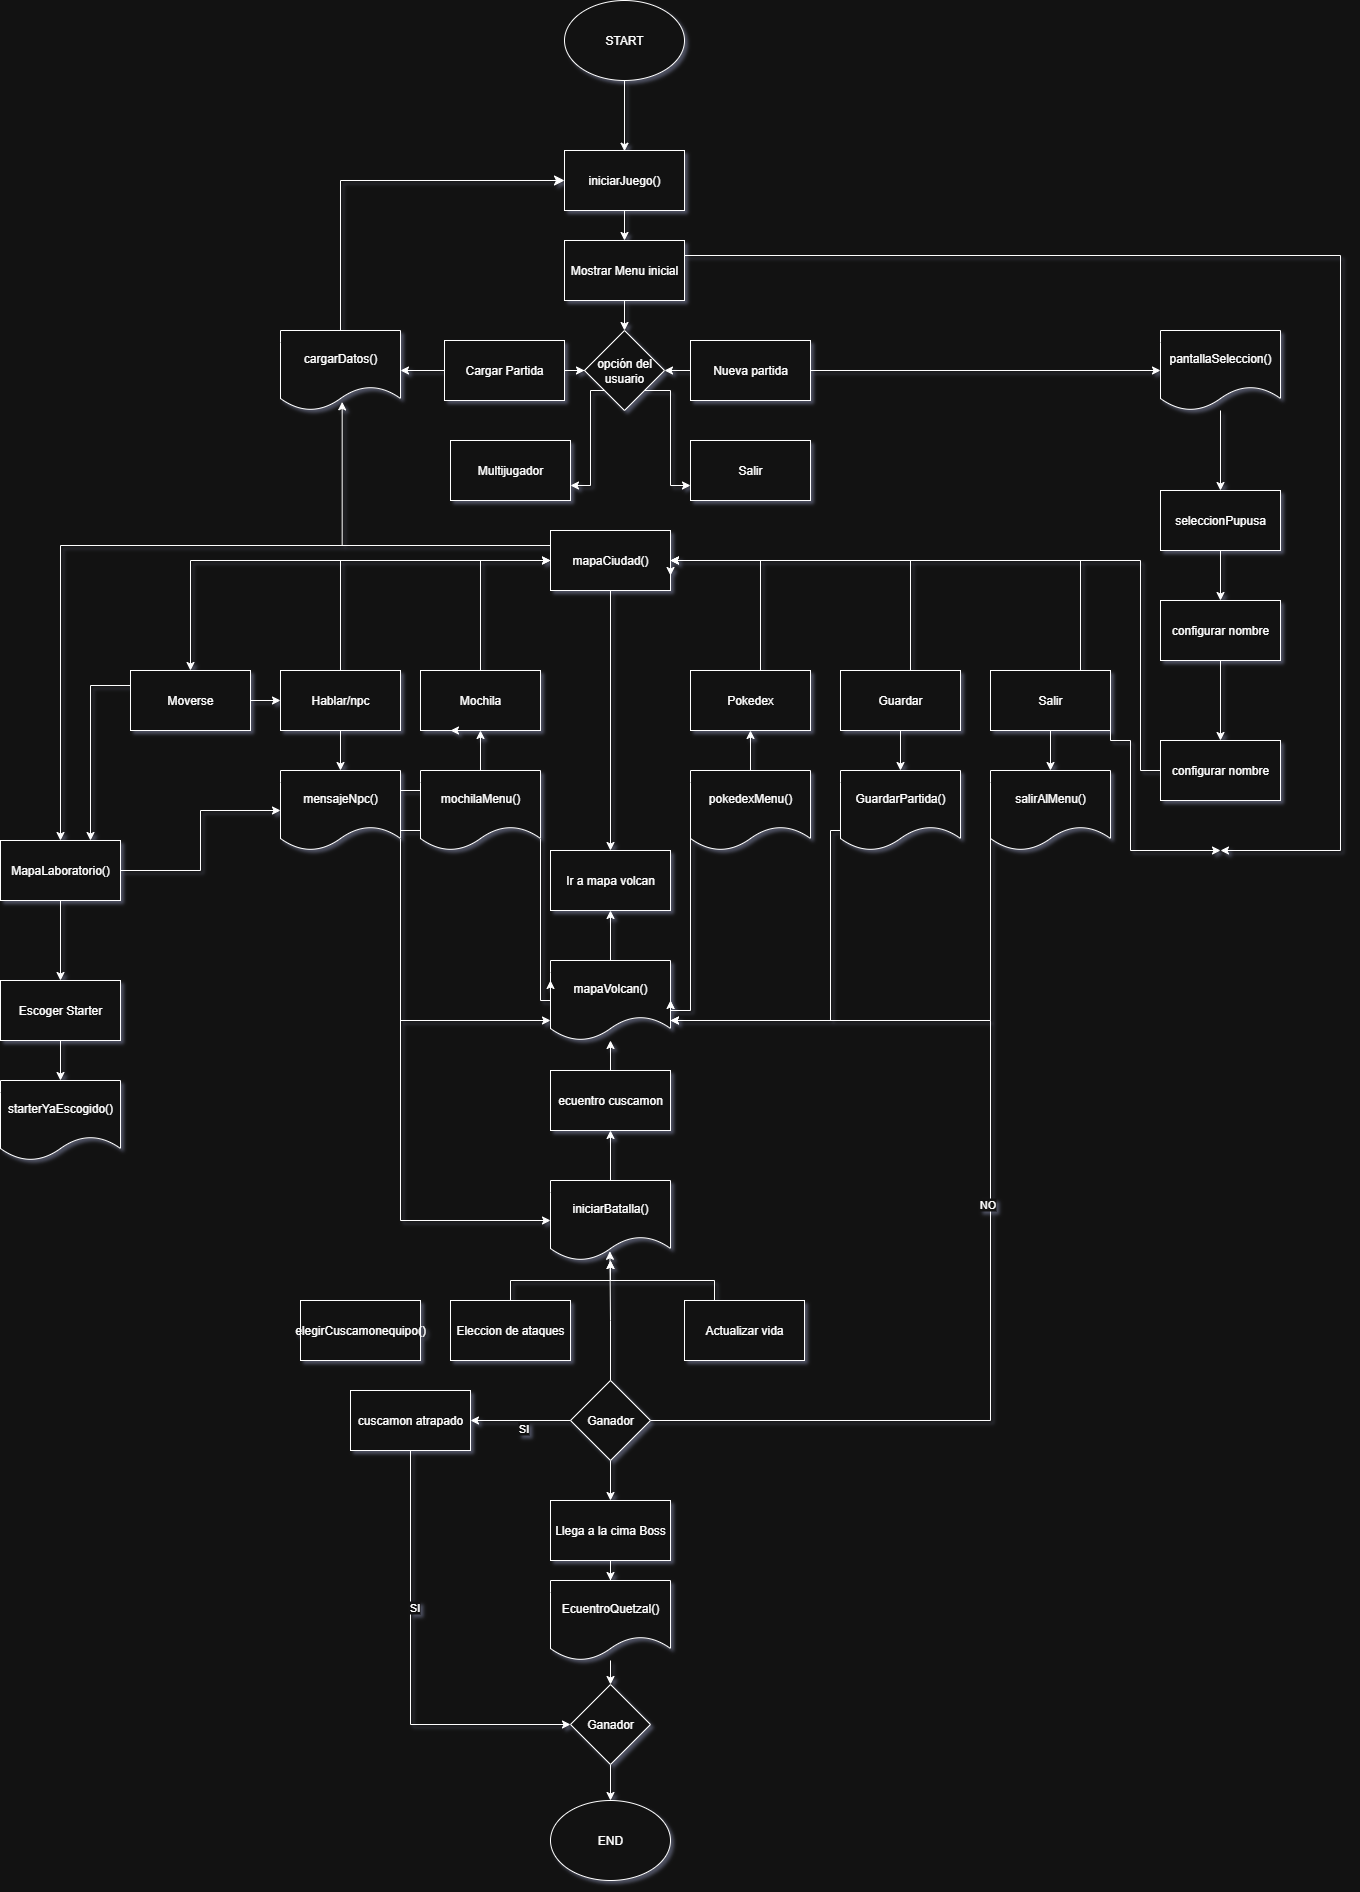 START
iniciarJuego()
Mostrar Menu inicial
cargarDatos()
Cargar Partida
opción del
usuario
Nueva partida
pantallaSeleccion()
Multijugador
Salir
seleccionPupusa
mapaCiudad()
configurar nombre
Moverse
Hablar/npc
Mochila
Pokedex
Guardar
Salir
configurar nombre
mensajeNpc()
mochilaMenu()
pokedexMenu()
GuardarPartida()
salirAlMenu()
MapaLaboratorio()
Ir a mapa volcan
mapaVolcan()
Escoger Starter
starterYaEscogido()
ecuentro cuscamon
iniciarBatalla()
NO
elegirCuscamonequipo()
Eleccion de ataques
Actualizar vida
cuscamon atrapado
SI
Ganador
Llega a la cima Boss
SI
EcuentroQuetzal()
Ganador
END